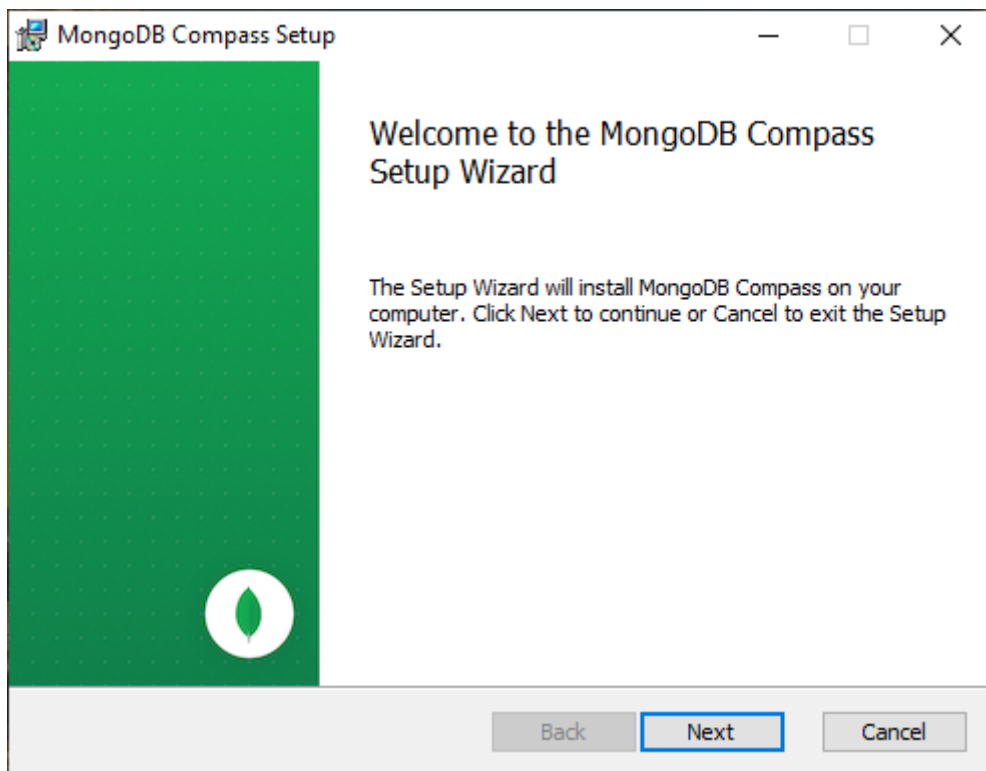 MongoDB Compass Setup
Welcome to the MongoDB Compass
Setup Wizard
The Setup Wizard will install MongoDB Compass on your
computer. Click Next to continue or Cancel to exit the Setup
Wizard.
Back Next Cancel